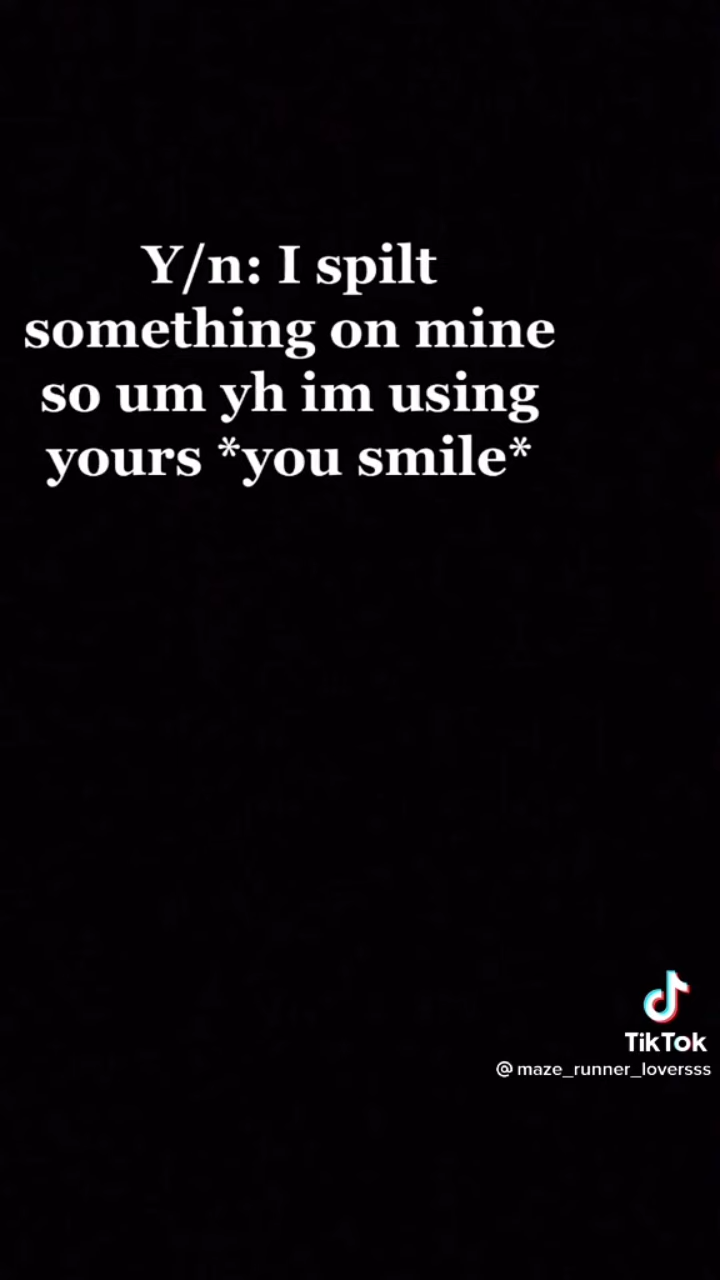 Y/n: I spilt
something on mine
so um yh im using
yours *you smile*
TikTok
@maze_runner_loversss